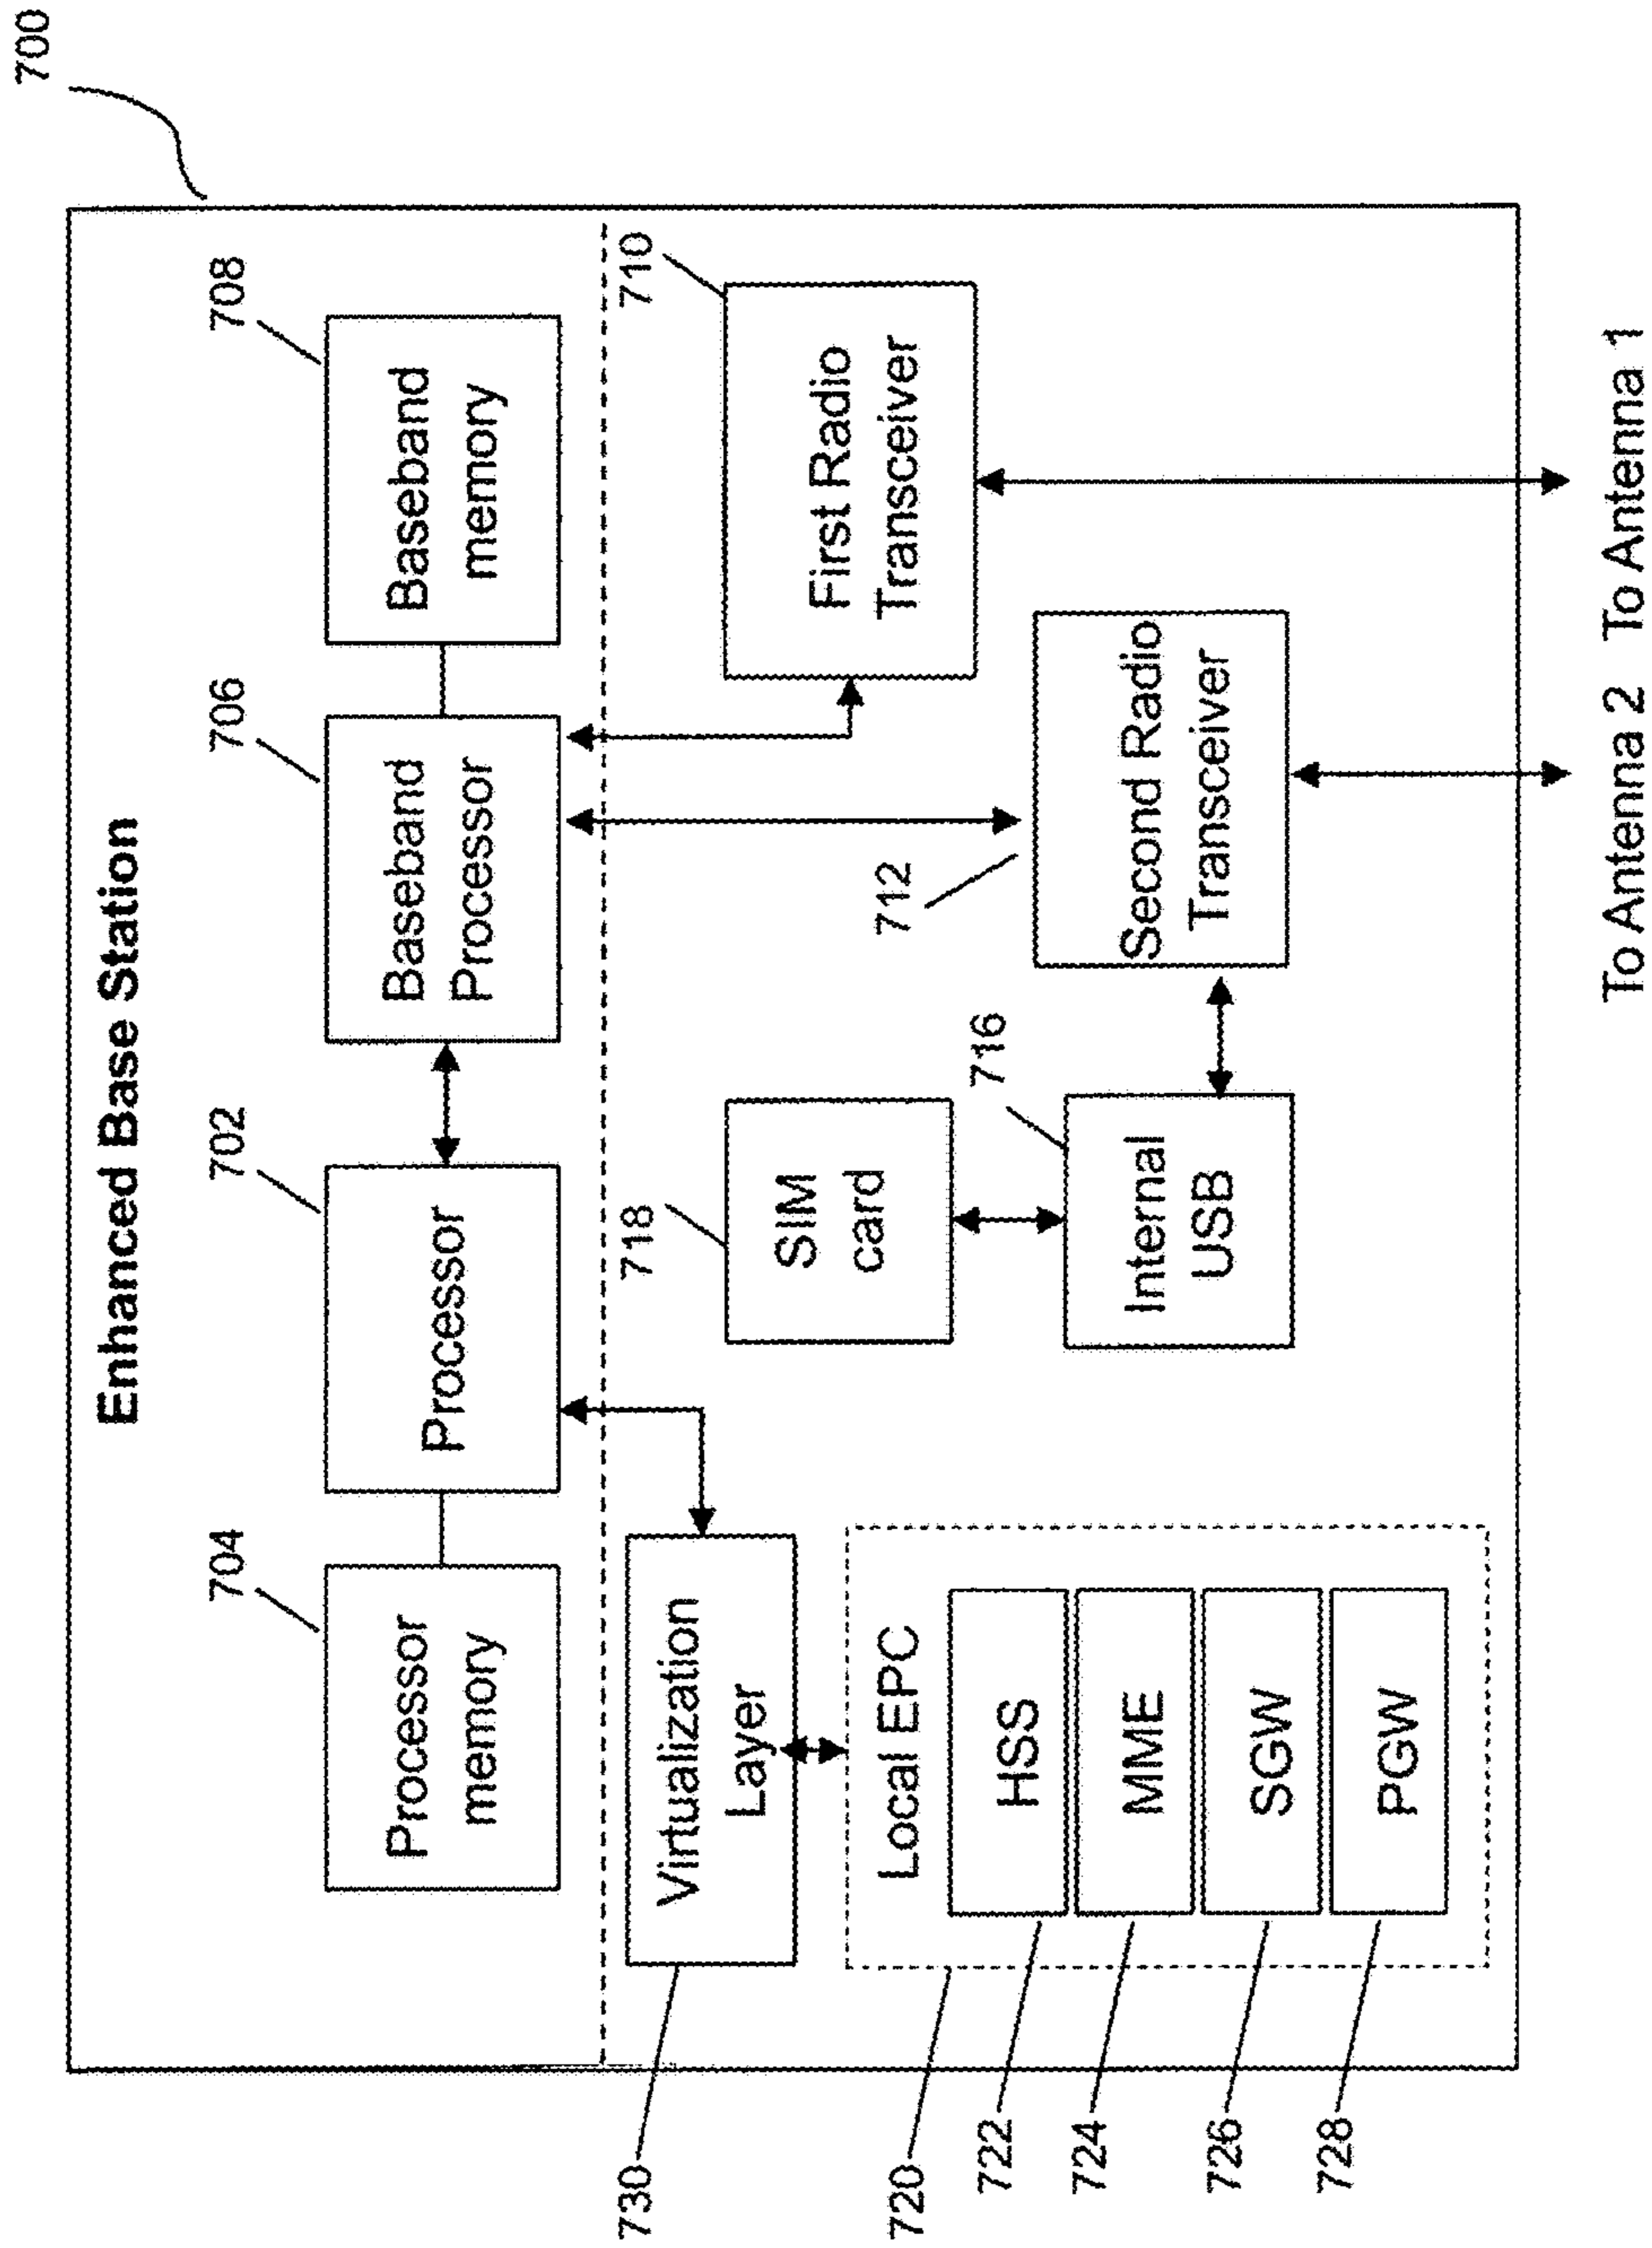 700
Enhanced Base Station
704
702
706
708
Processor
memory
Processor
Baseband
Processor
Baseband
memory
730
Virtualization
Layer
718
SIM
card
710
First Radio
Transceiver
712
Second Radio
Transceiver
716
Internal
USB
720
Local EPC
722
HSS
724
MME
726
SGW
728
PGW
To Antenna 2
To Antenna 1